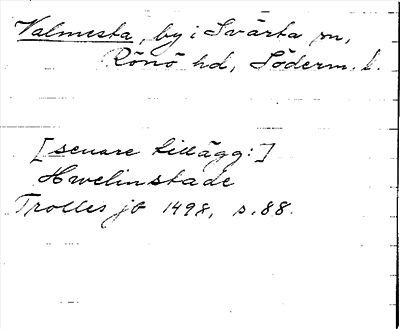 Valmesta, by i Svärta sn,
Rönö hd, Söderm. l.
[senare tillägg:]
Hwelinstade
Trolles jb 1498, s. 88.